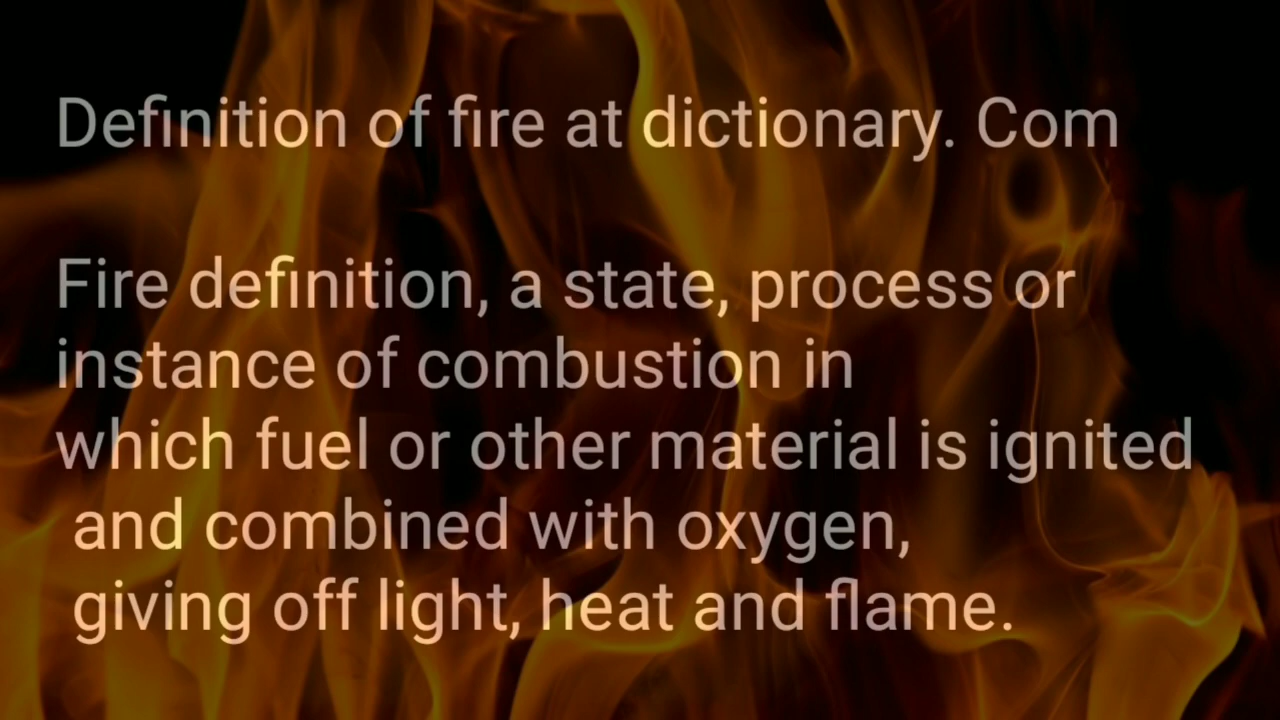 Definition of fire at dictionary. Com
Fire definition, a state, process or
instance of combustion in
which fuel or other material is ignited
and combined with oxygen,
giving off light, heat and flame.